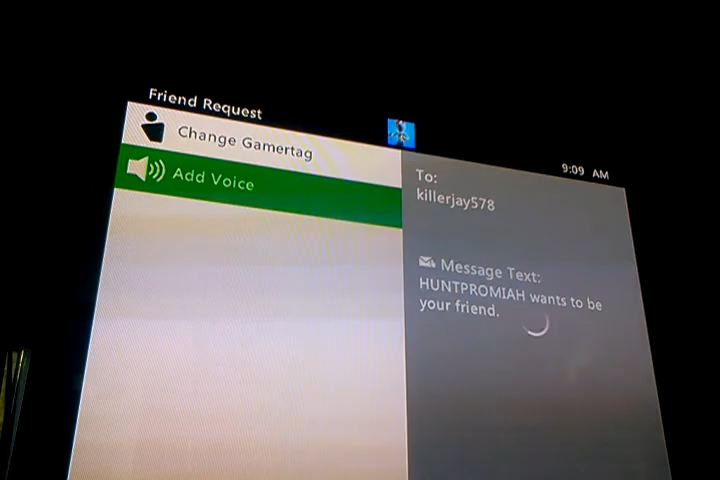 Friend Request
Change Gamertag
Add Voice
9:09 AM
To:
killerjay578
Message Text:
HUNTPROMIAH wants to be
your friend.